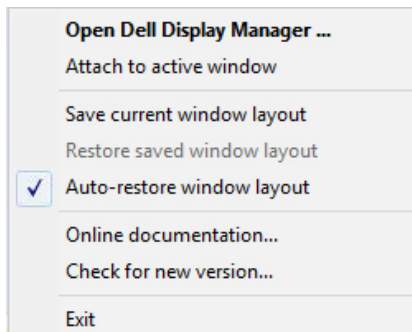 Open Dell Display Manager ...
Attach to active window
Save current window layout
Restore saved window layout
Auto-restore window layout
Online documentation...
Check for new version...
Exit